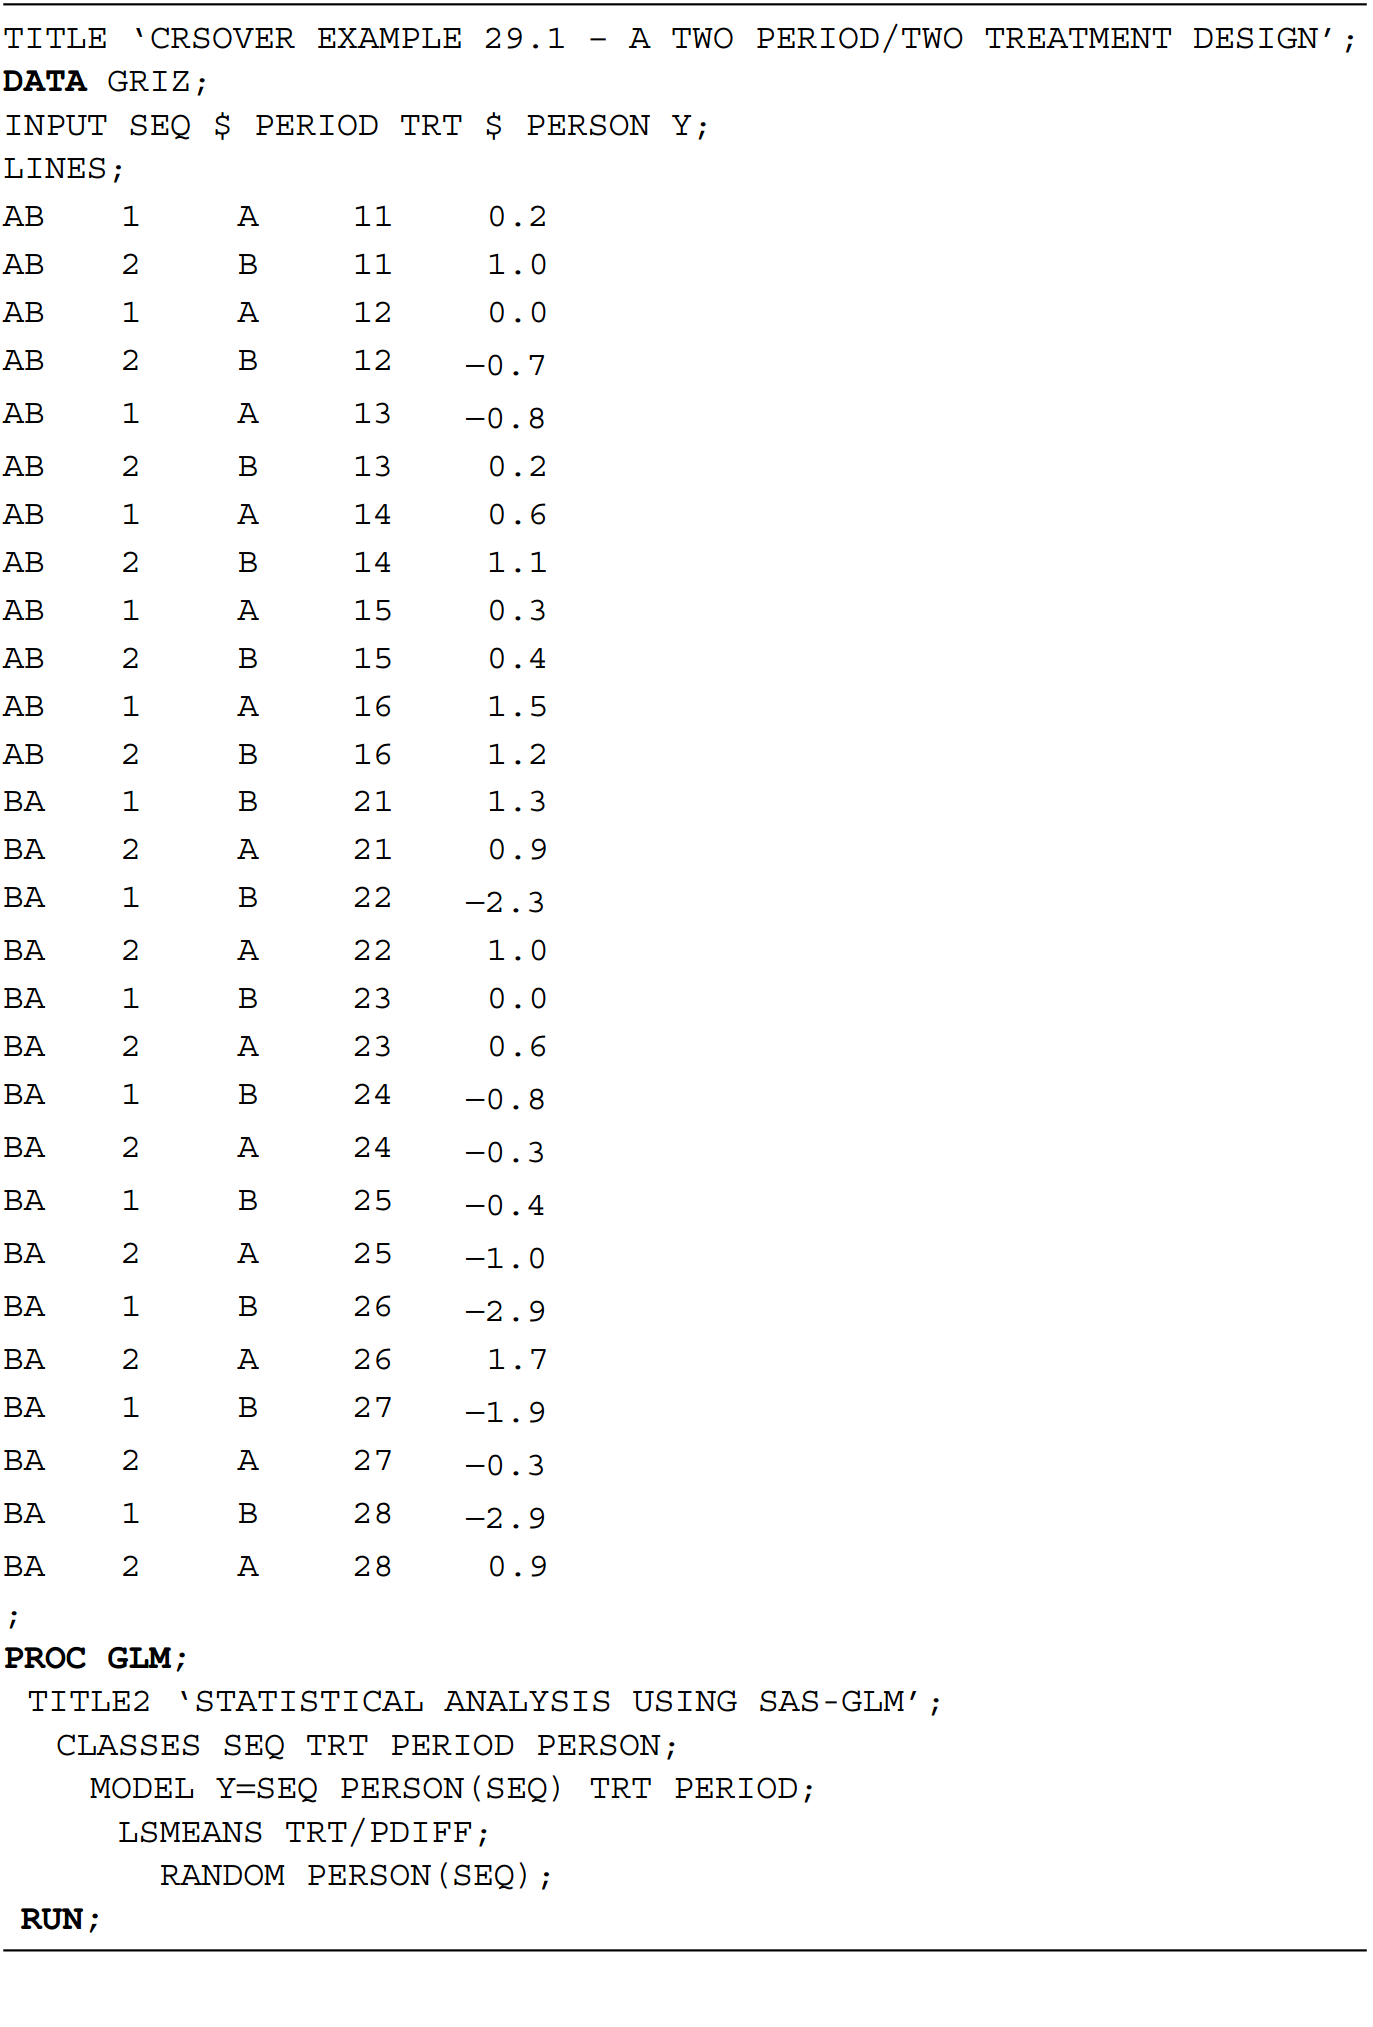 TITLE ‘CRSOVER EXAMPLE 29.1 – A TWO PERIOD/TWO TREATMENT DESIGN’;
DATA GRIZ;
INPUT SEQ $ PERIOD TRT $ PERSON Y;
LINES;
AB 1 A 11 0.2
AB 2 B 11 1.0
AB 1 A 12 0.0
AB 2 B 12 –0.7
AB 1 A 13 –0.8
AB 2 B 13 0.2
AB 1 A 14 0.6
AB 2 B 14 1.1
AB 1 A 15 0.3
AB 2 B 15 0.4
AB 1 A 16 1.5
AB 2 B 16 1.2
BA 1 B 21 1.3
BA 2 A 21 0.9
BA 1 B 22 –2.3
BA 2 A 22 1.0
BA 1 B 23 0.0
BA 2 A 23 0.6
BA 1 B 24 –0.8
BA 2 A 24 –0.3
BA 1 B 25 –0.4
BA 2 A 25 –1.0
BA 1 B 26 –2.9
BA 2 A 26 1.7
BA 1 B 27 –1.9
BA 2 A 27 –0.3
BA 1 B 28 –2.9
BA 2 A 28 0.9
;
PROC GLM;
TITLE2 ‘STATISTICAL ANALYSIS USING SAS-GLM’;
CLASSES SEQ TRT PERIOD PERSON;
MODEL Y=SEQ PERSON(SEQ) TRT PERIOD;
LSMEANS TRT/PDIFF;
RANDOM PERSON(SEQ);
RUN;